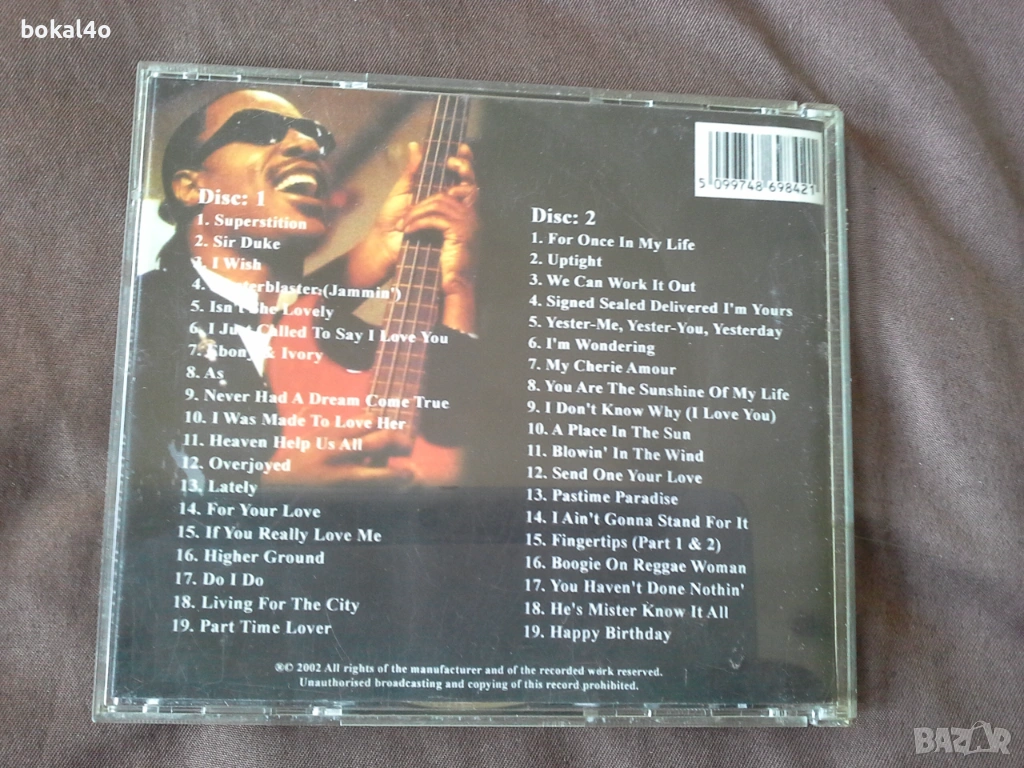 bokal4o
5 099748 698421
Disc: 1
1. Superstition
2. Sir Duke
3. I Wish
4. Masterblaster:(Jammin')
5. Isn't She Lovely
6. I Just Called To Say I Love You
7. Ebony & Ivory
8. As
9. Never Had A Dream Come True
10. I Was Made To Love Her
11. Heaven Help Us All
12. Overjoyed
13. Lately
14. For Your Love
15. If You Really Love Me
16. Higher Ground
17. Do I Do
18. Living For The City
19. Part Time Lover
Disc: 2
1. For Once In My Life
2. Uptight
3. We Can Work It Out
4. Signed Sealed Delivered I'm Yours
5. Yester-Me, Yester-You, Yesterday
6. I'm Wondering
7. My Cherie Amour
8. You Are The Sunshine Of My Life
9. I Don't Know Why (I Love You)
10. A Place In The Sun
11. Blowin' In The Wind
12. Send One Your Love
13. Pastime Paradise
14. I Ain't Gonna Stand For It
15. Fingertips (Part 1 & 2)
16. Boogie On Reggae Woman
17. You Haven't Done Nothin'
18. He's Mister Know It All
19. Happy Birthday
®© 2002 All rights of the manufacturer and of the recorded work reserved.
Unauthorised broadcasting and copying of this record prohibited.
BAZAR